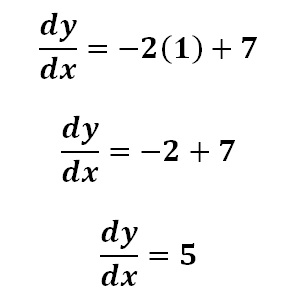 dy/dx = −2(1) + 7
dy/dx = −2 + 7
dy/dx = 5